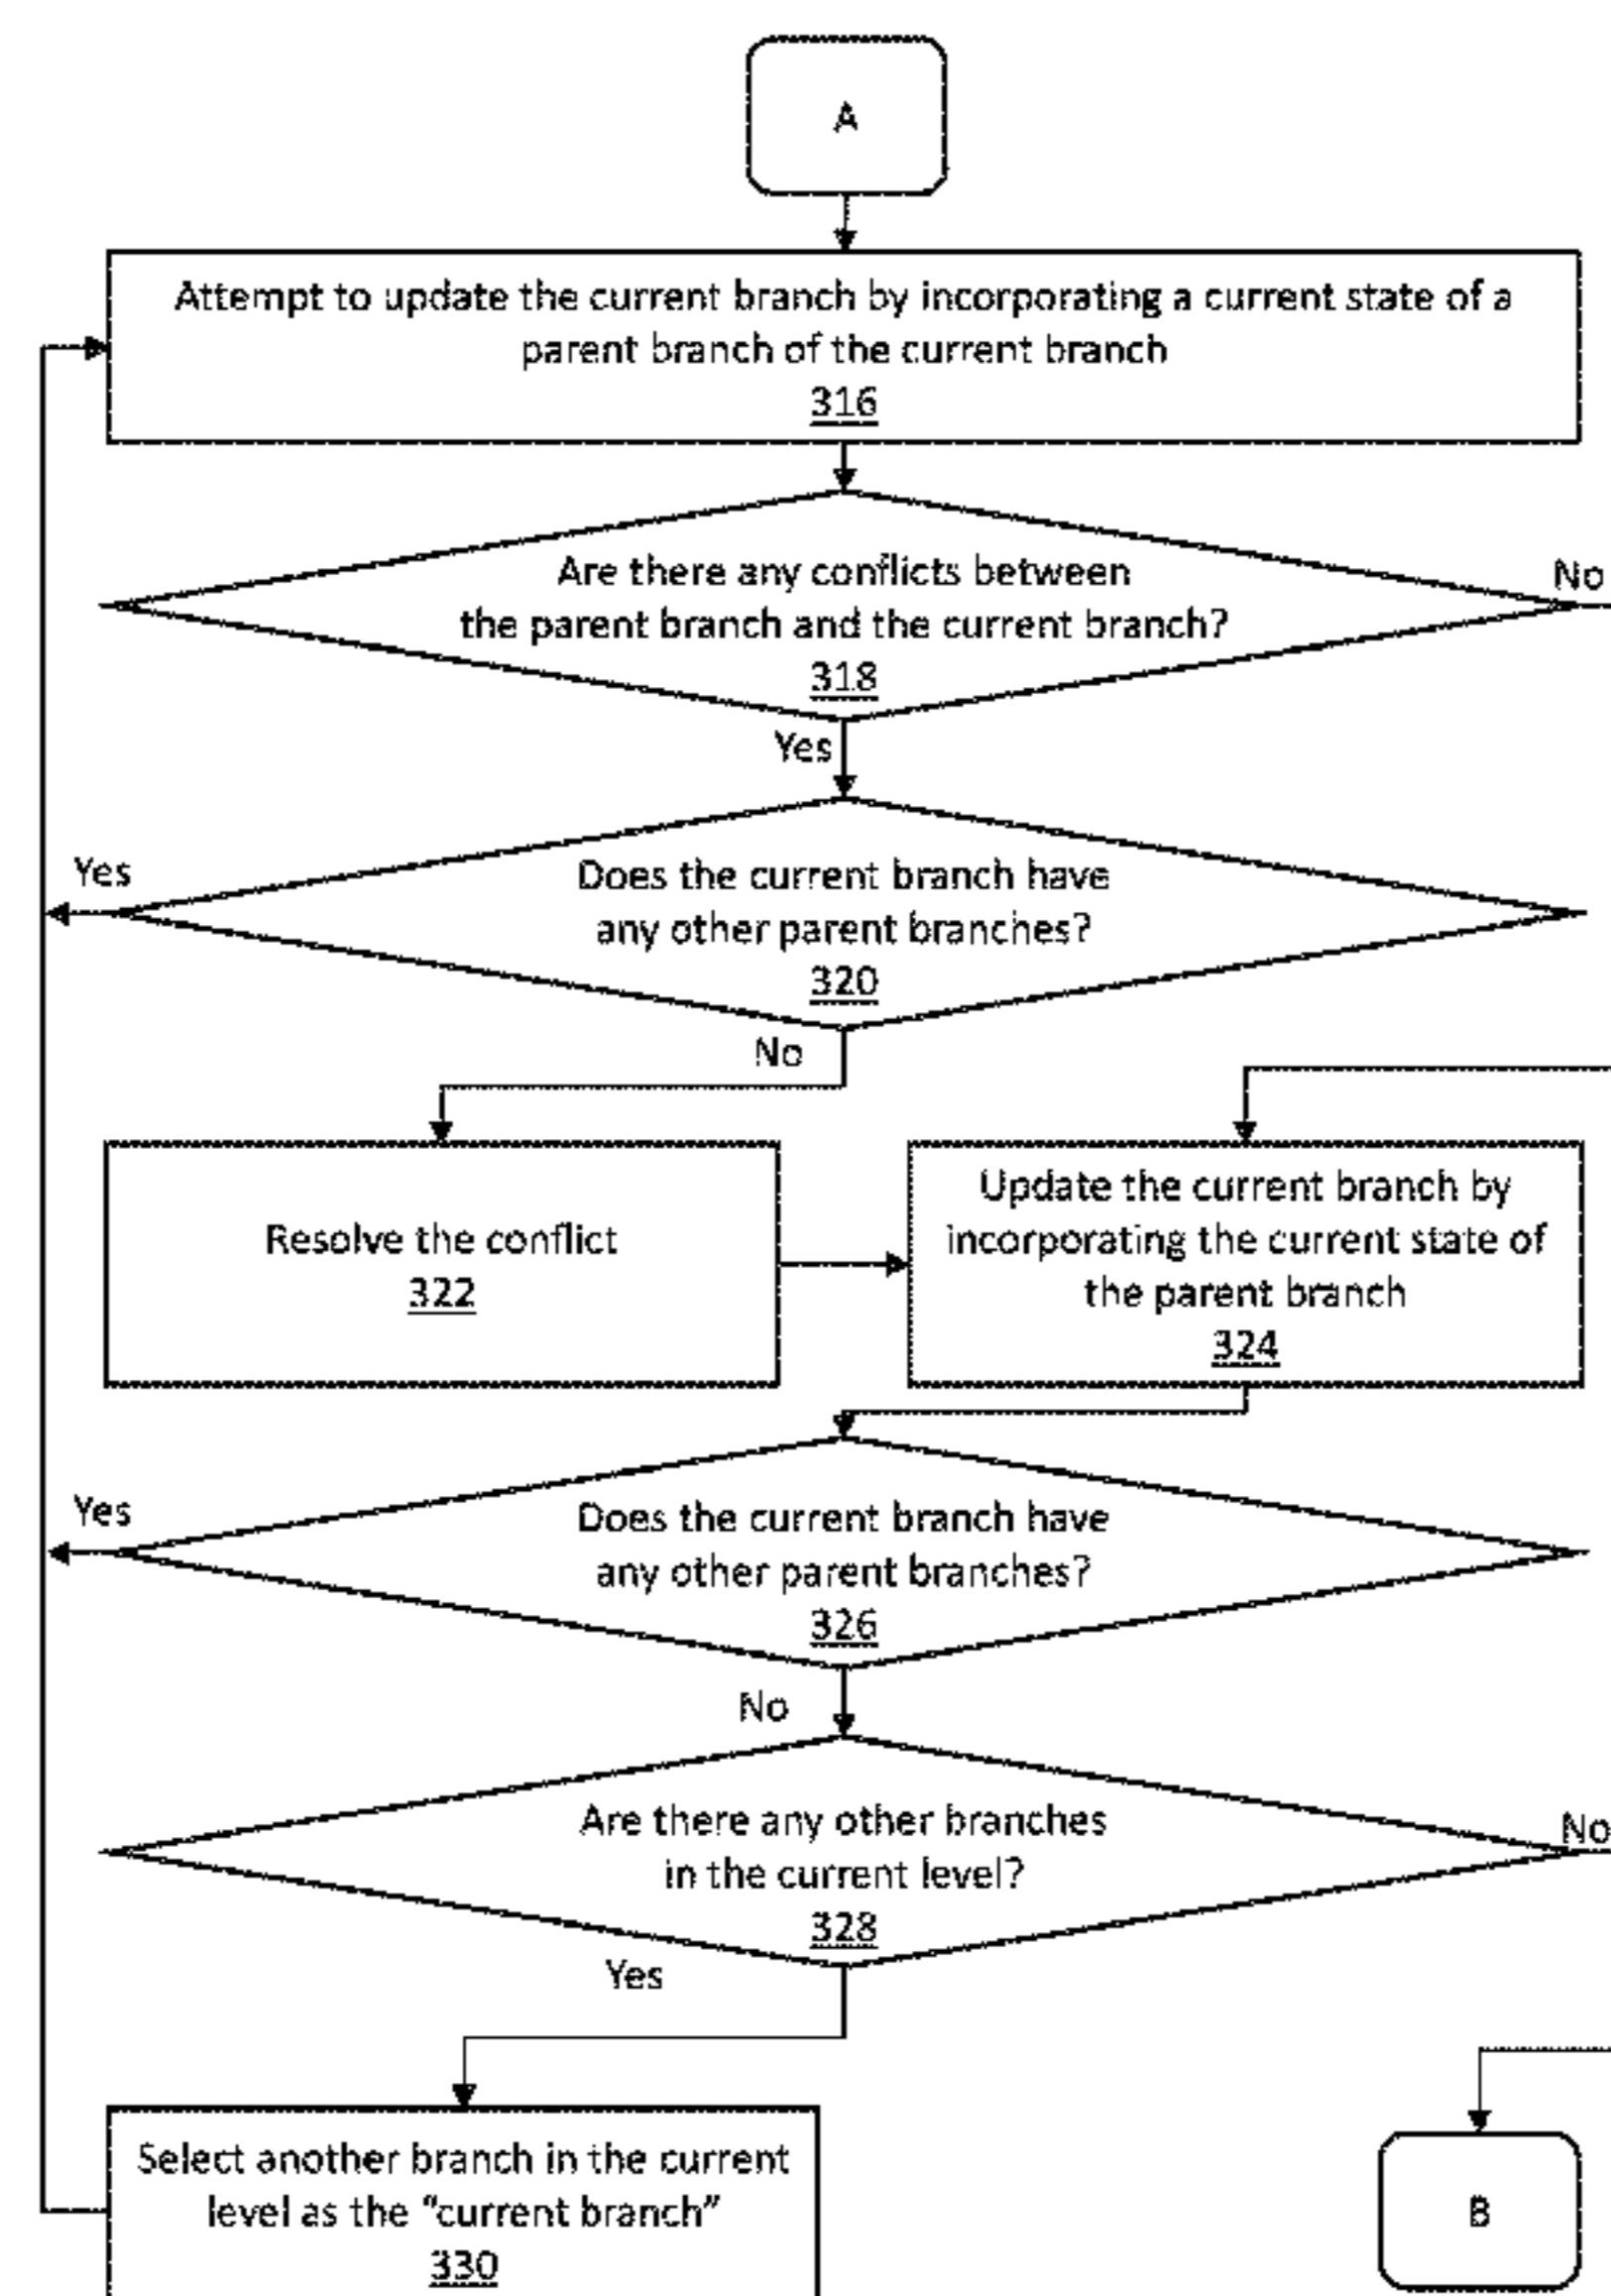 A
Attempt to update the current branch by incorporating a current state of a
parent branch of the current branch
316
Are there any conflicts between
the parent branch and the current branch?
318
No
Yes
Does the current branch have
any other parent branches?
320
Yes
No
Resolve the conflict
322
Update the current branch by
incorporating the current state of
the parent branch
324
Does the current branch have
any other parent branches?
326
Yes
No
Are there any other branches
in the current level?
328
No
Yes
Select another branch in the current
level as the “current branch”
330
B